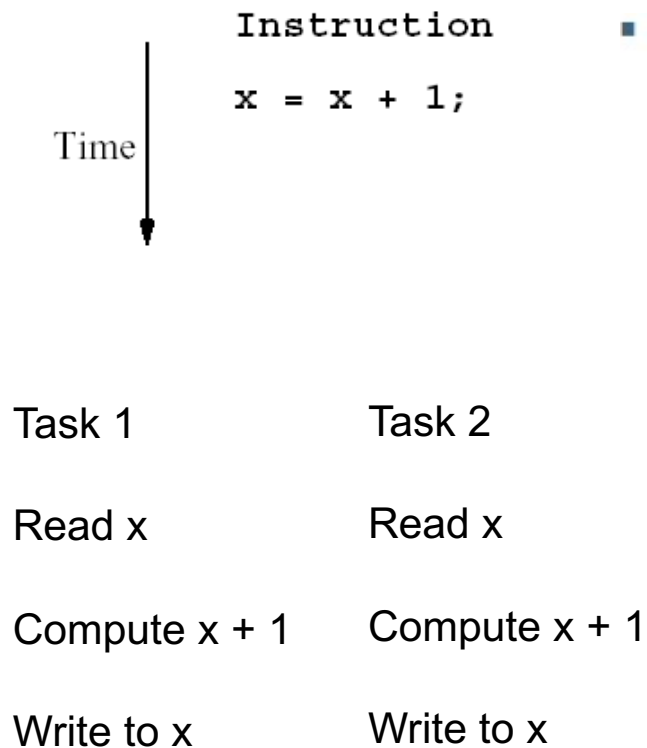 Instruction
x = x + 1;
Time
Task 1 Task 2
Read x Read x
Compute x + 1 Compute x + 1
Write to x Write to x